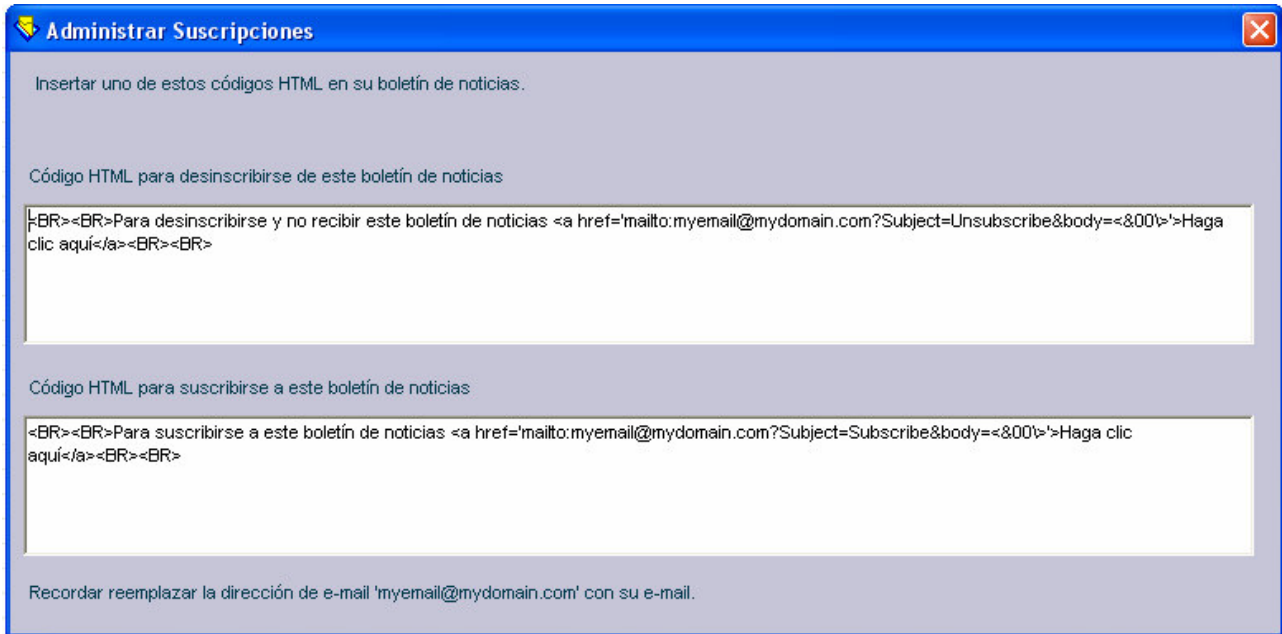 Administrar Suscripciones
Insertar uno de estos códigos HTML en su boletín de noticias.
Código HTML para desinscribirse de este boletín de noticias
<BR><BR>Para desinscribirse y no recibir este boletín de noticias <a href='mailto:myemail@mydomain.com?Subject=Unsubscribe&body=<&00\>'>Haga
clic aquí</a><BR><BR>
Código HTML para suscribirse a este boletín de noticias
<BR><BR>Para suscribirse a este boletín de noticias <a href='mailto:myemail@mydomain.com?Subject=Subscribe&body=<&00\>'>Haga clic
aquí</a><BR><BR>
Recordar reemplazar la dirección de e-mail 'myemail@mydomain.com' con su e-mail.